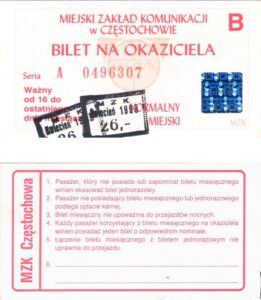 MIEJSKI ZAKŁAD KOMUNIKACJI
w CZĘSTOCHOWIE
B
BILET NA OKAZICIELA
Seria A 0496307
Ważny
od 16 do
ostatniego
dnia miesiąca
NORMALNY
MIEJSKI
MZK
M Z K
26,-
26
MZK Częstochowa
1. Pasażer, który nie posiada lub zapomniał biletu miesięcznego
winien skasować bilet jednorazowy.
2. Pasażer nie posiadający biletu miesięcznego lub jednorazowego
podlega opłacie karnej.
3. Bilet miesięczny nie upoważnia do przejazdów nocnych.
4. Każdy pasażer korzystający z biletu miesięcznego na okaziciela
winien posiadać jeden bilet o odpowiednim nominale.
5. Łączenie biletu miesięcznego z biletem jednorazowym nie
uprawnia do przejazdu.
6.